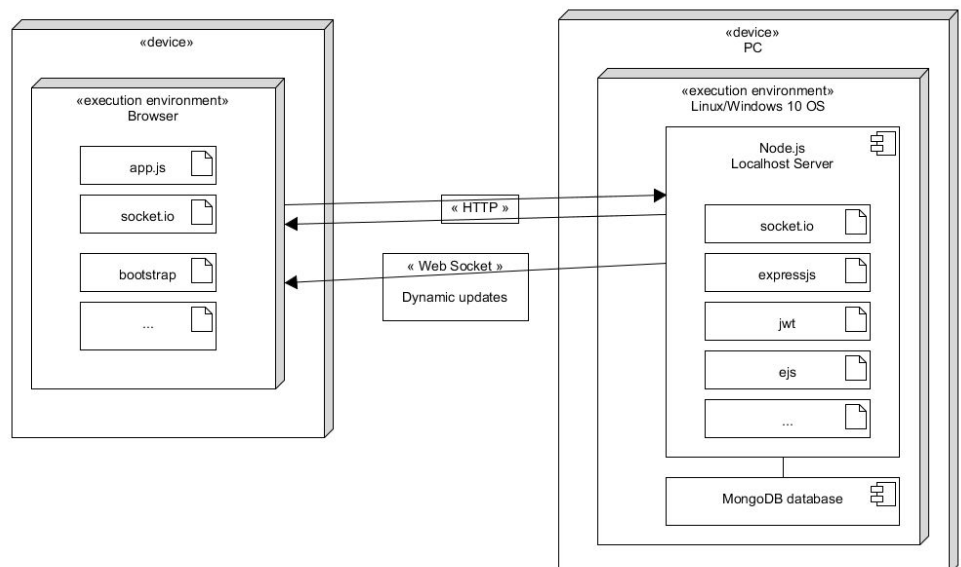 «device»
«execution environment»
Browser
app.js
socket.io
bootstrap
...
« HTTP »
« Web Socket »
Dynamic updates
«device»
PC
«execution environment»
Linux/Windows 10 OS
Node.js
Localhost Server
socket.io
expressjs
jwt
ejs
...
MongoDB database